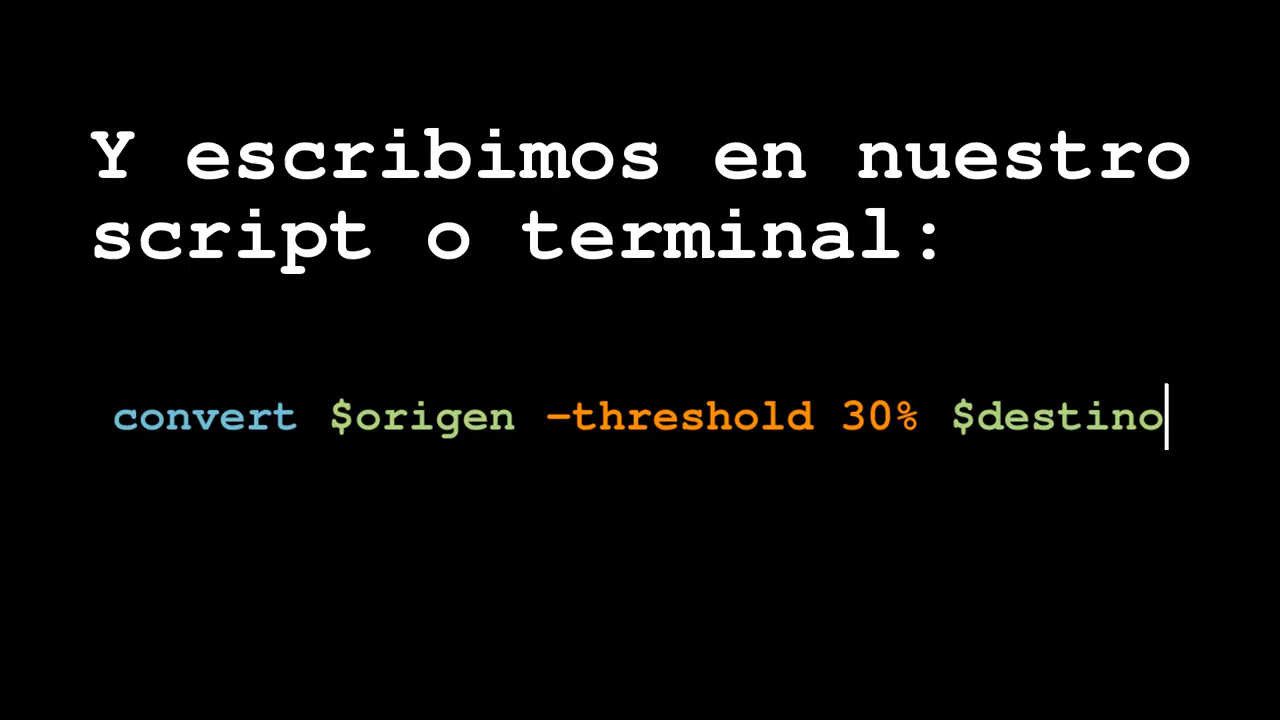 Y escribimos en nuestro
script o terminal:
convert $origen -threshold 30% $destino